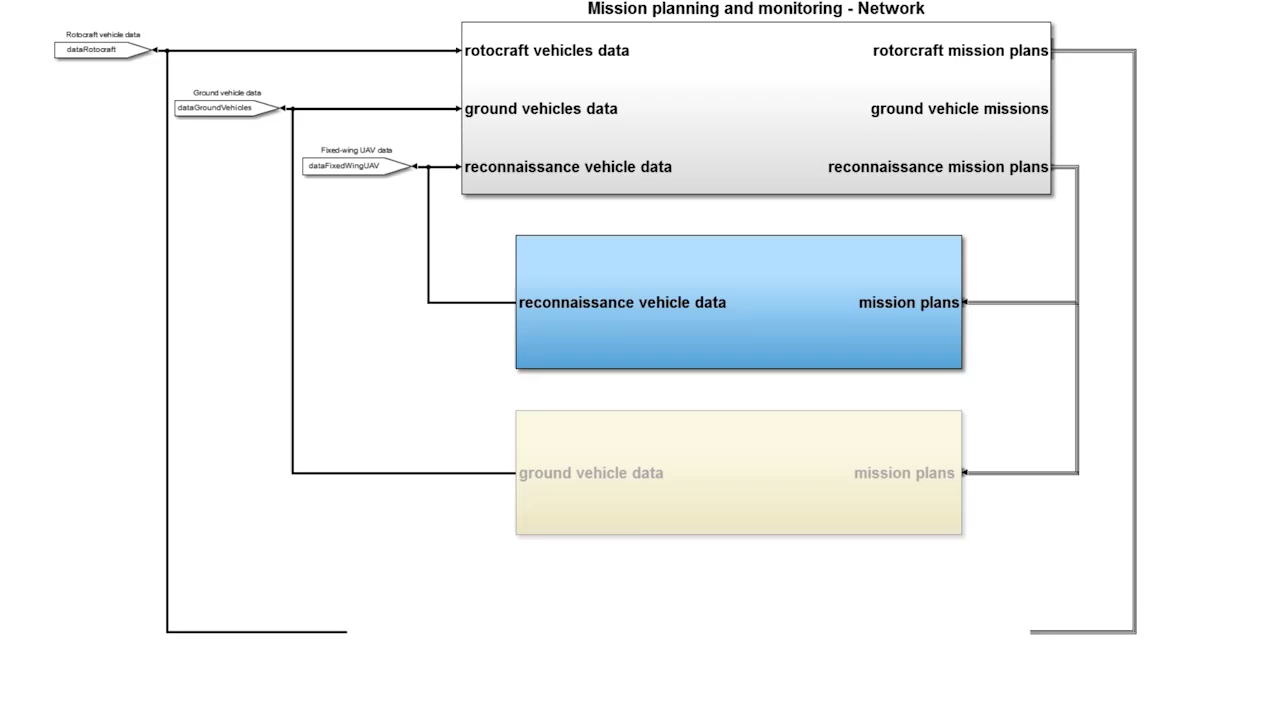 Mission planning and monitoring - Network
Rotocraft vehicle data
dataRotocraft
rotocraft vehicles data
rotorcraft mission plans
Ground vehicle data
dataGroundVehicles
ground vehicles data
ground vehicle missions
Fixed-wing UAV data
dataFixedWingUAV
reconnaissance vehicle data
reconnaissance mission plans
reconnaissance vehicle data
mission plans
ground vehicle data
mission plans